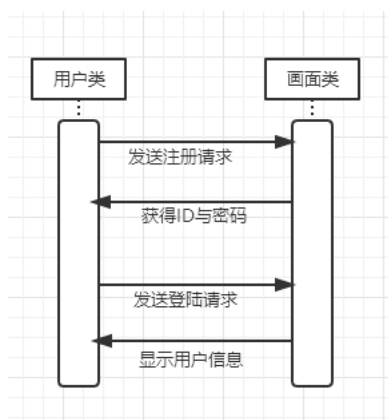 用户类
画面类
发送注册请求
获得ID与密码
发送登陆请求
显示用户信息